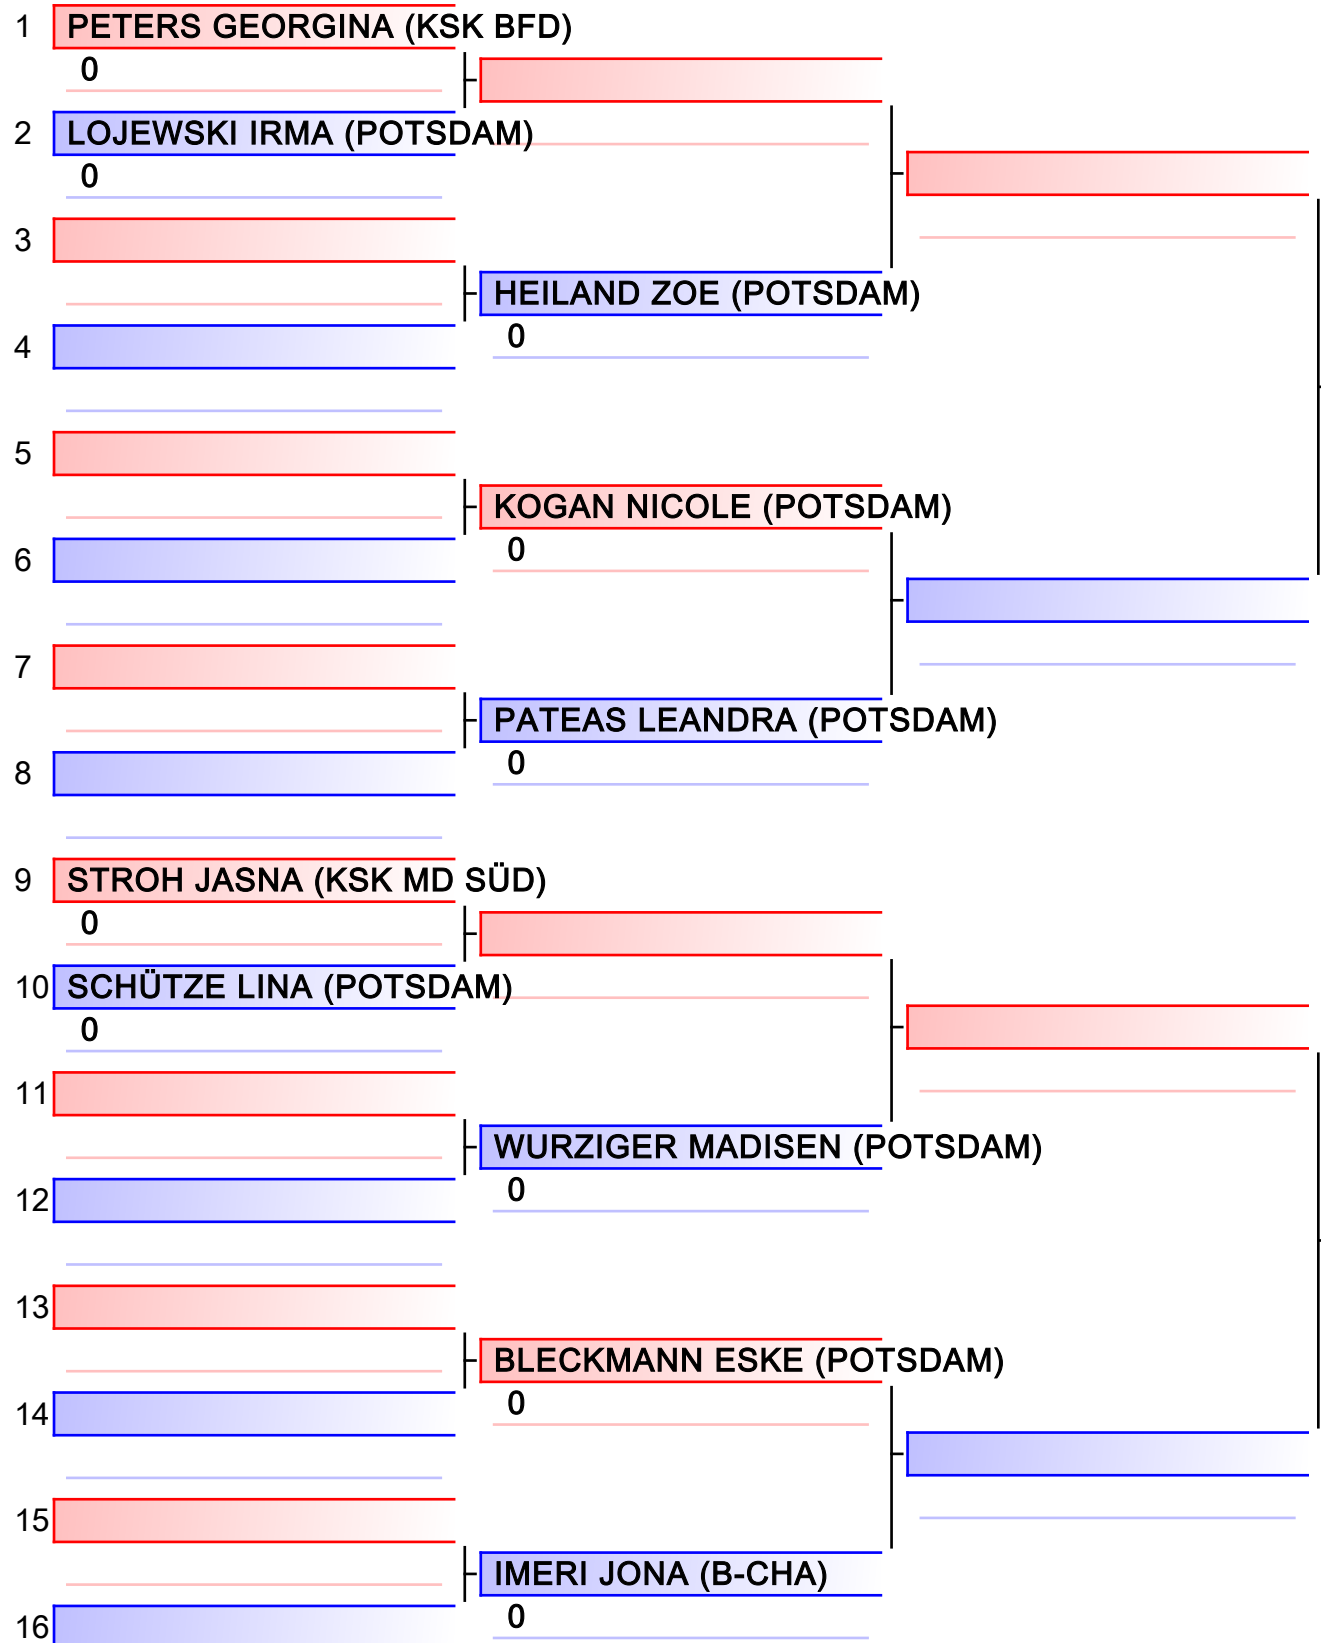 1 PETERS GEORGINA (KSK BFD)
0
2 LOJEWSKI IRMA (POTSDAM)
0
3
HEILAND ZOE (POTSDAM)
0
4
5
KOGAN NICOLE (POTSDAM)
0
6
7
PATEAS LEANDRA (POTSDAM)
0
8
9 STROH JASNA (KSK MD SÜD)
0
10 SCHÜTZE LINA (POTSDAM)
0
11
WURZIGER MADISEN (POTSDAM)
0
12
13
BLECKMANN ESKE (POTSDAM)
0
14
15
IMERI JONA (B-CHA)
0
16